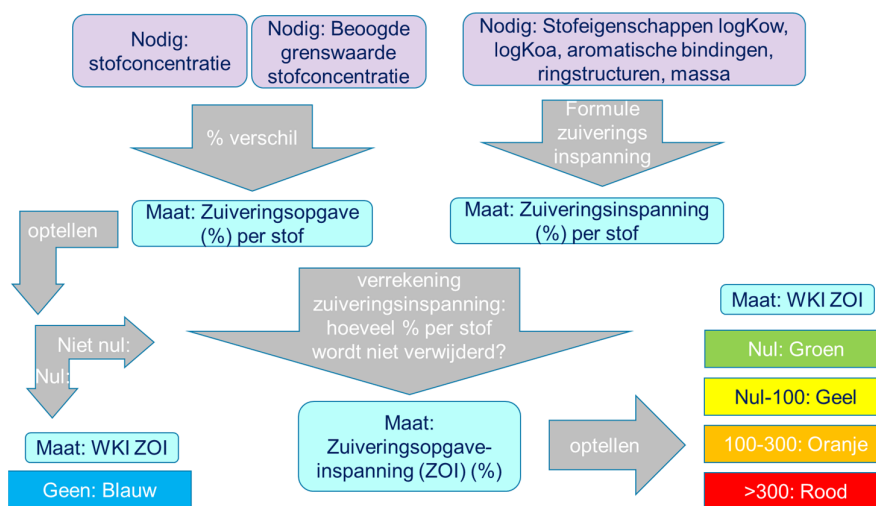 Nodig:
stofconcentratie
Nodig: Beoogde
grenswaarde
stofconcentratie
Nodig: Stofeigenschappen logKow,
logKoa, aromatische bindingen,
ringstructuren, massa
% verschil
Formule
zuiverings
inspanning
Maat: Zuiveringsopgave
(%) per stof
Maat: Zuiveringsinspanning
(%) per stof
optellen
verrekening
zuiveringsinspanning:
hoeveel % per stof
wordt niet verwijderd?
Niet nul:
Nul:
Maat: WKI ZOI
Geen: Blauw
Maat:
Zuiveringsopgave-
inspanning (ZOI) (%)
optellen
Maat: WKI ZOI
Nul: Groen
Nul-100: Geel
100-300: Oranje
>300: Rood